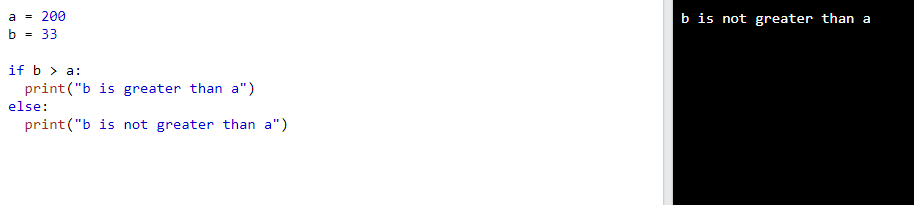 a = 200
b = 33
if b > a:
  print("b is greater than a")
else:
  print("b is not greater than a")
b is not greater than a